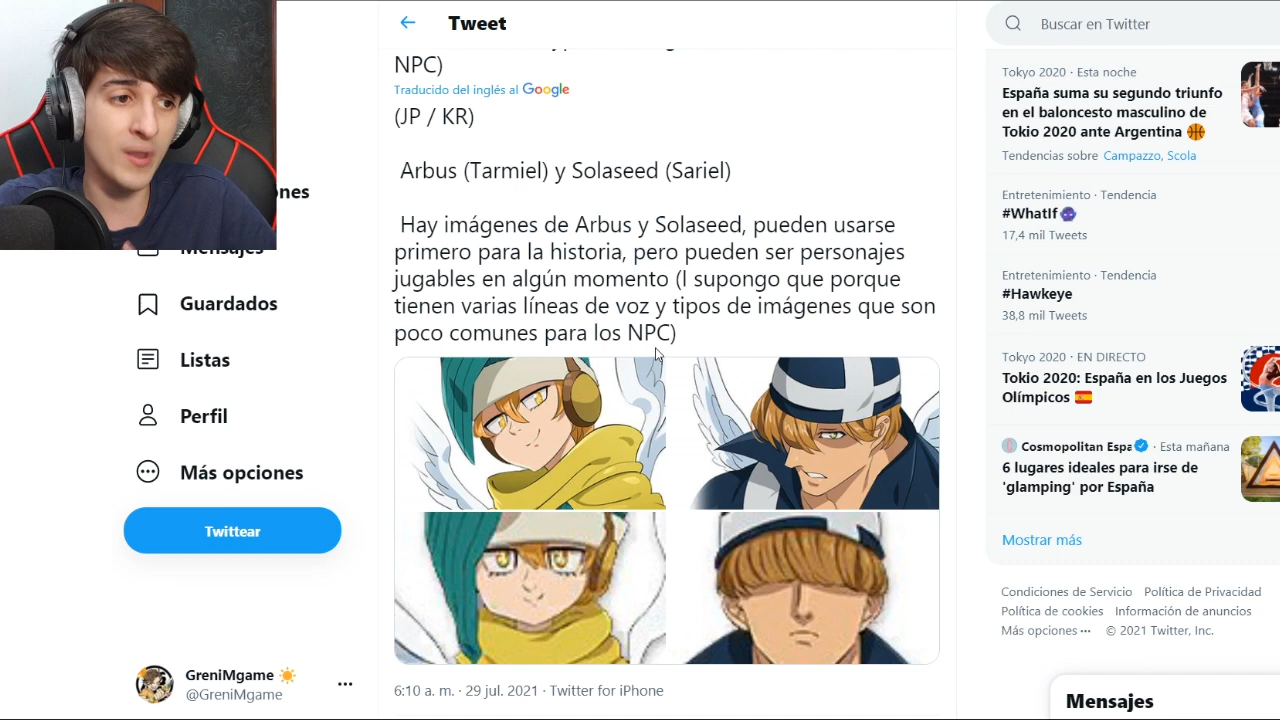 Tweet
NPC)
Traducido del inglés al Google
(JP / KR)
Arbus (Tarmiel) y Solaseed (Sariel)
Hay imágenes de Arbus y Solaseed, pueden usarse
primero para la historia, pero pueden ser personajes
jugables en algún momento (I supongo que porque
tienen varias líneas de voz y tipos de imágenes que son
poco comunes para los NPC)
6:10 a. m. · 29 jul. 2021 · Twitter for iPhone
nes
Mensajes
Guardados
Listas
Perfil
Más opciones
Twittear
GreniMgame
@GreniMgame
Buscar en Twitter
Tokyo 2020 · Esta noche
España suma su segundo triunfo
en el baloncesto masculino de
Tokio 2020 ante Argentina
Tendencias sobre Campazzo, Scola
Entretenimiento · Tendencia
#WhatIf
17,4 mil Tweets
Entretenimiento · Tendencia
#Hawkeye
38,8 mil Tweets
Tokyo 2020 · EN DIRECTO
Tokio 2020: España en los Juegos
Olímpicos
Cosmopolitan Espa · Esta mañana
6 lugares ideales para irse de
'glamping' por España
Mostrar más
Condiciones de Servicio Política de Privacidad
Política de cookies Información de anuncios
Más opciones ··· © 2021 Twitter, Inc.
Mensajes